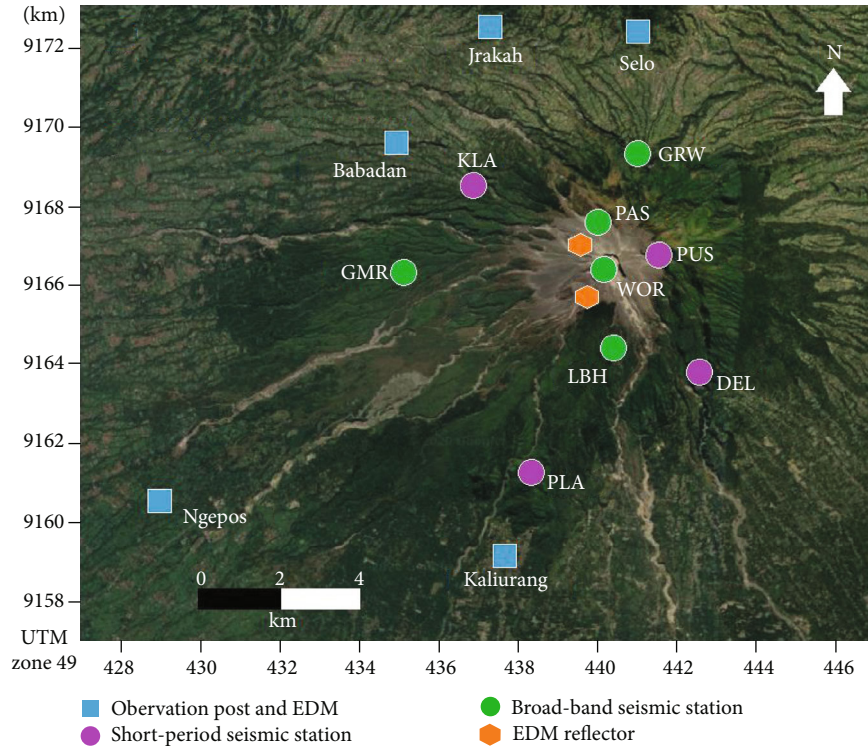 (km)
9172
9170
9168
9166
9164
9162
9160
9158
UTM
zone 49
428 430 432 434 436 438 440 442 444 446
Jrakah
Selo
N
Babadan
KLA
GRW
PAS
PUS
GMR
WOR
LBH
DEL
PLA
Ngepos
Kaliurang
0 2 4
km
Obervation post and EDM
Short-period seismic station
Broad-band seismic station
EDM reflector